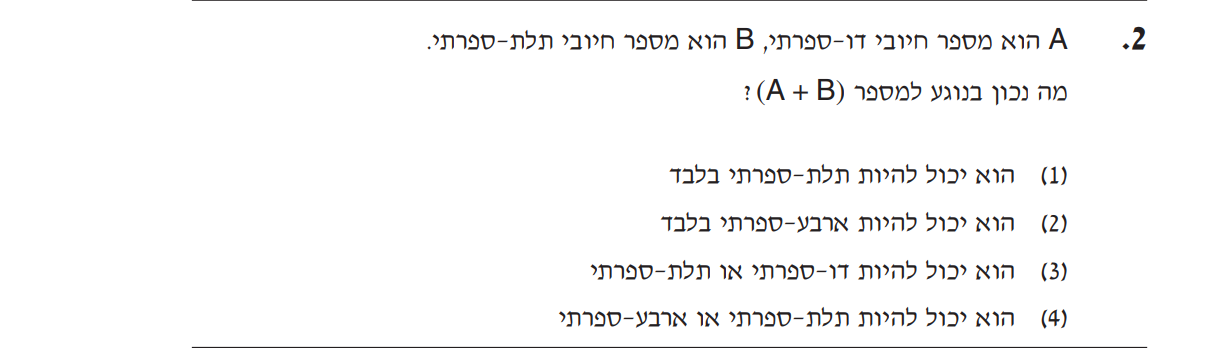 2. A הוא מספר חיובי דו-ספרתי, B הוא מספר חיובי תלת-ספרתי.
מה נכון בנוגע למספר (A + B)?
(1) הוא יכול להיות תלת-ספרתי בלבד
(2) הוא יכול להיות ארבע-ספרתי בלבד
(3) הוא יכול להיות דו-ספרתי או תלת-ספרתי
(4) הוא יכול להיות תלת-ספרתי או ארבע-ספרתי